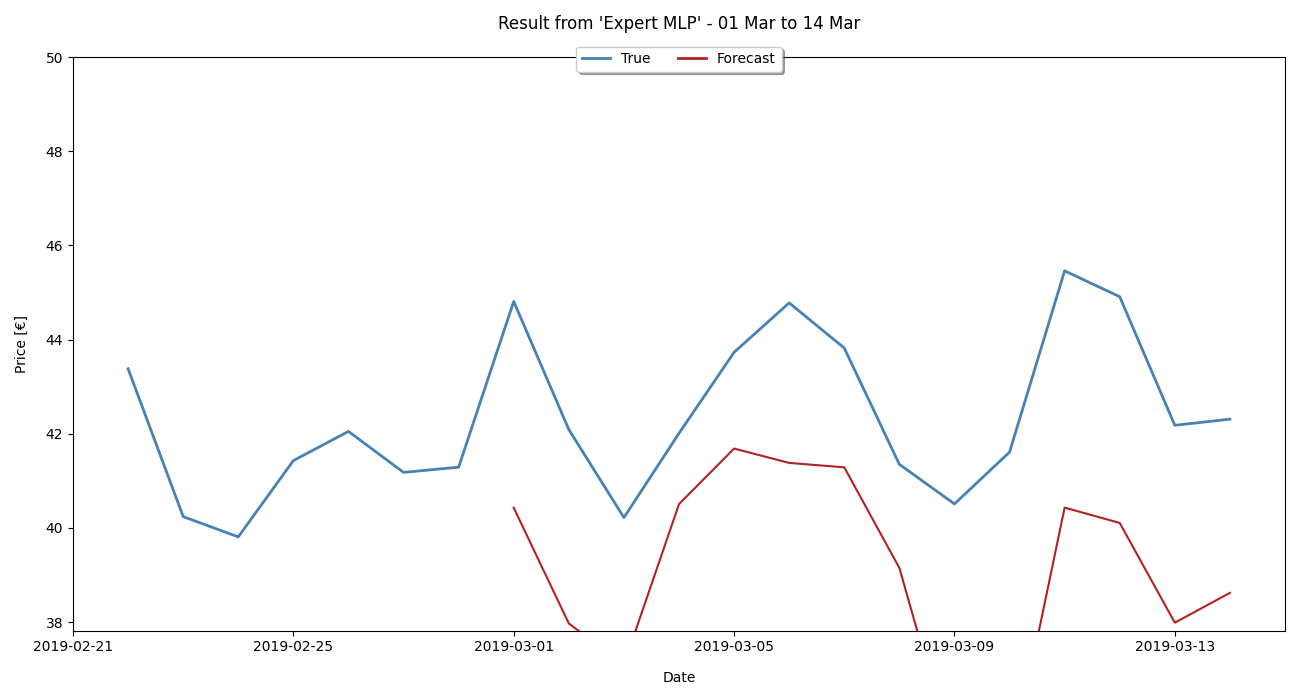 Result from 'Expert MLP' - 01 Mar to 14 Mar
True Forecast
50
48
46
44
42
40
38
Price [€]
2019-02-21 2019-02-25 2019-03-01 2019-03-05 2019-03-09 2019-03-13
Date